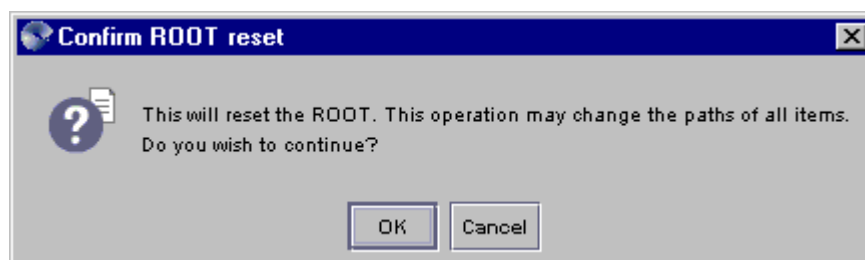 Confirm ROOT reset
This will reset the ROOT. This operation may change the paths of all items.
Do you wish to continue?
OK
Cancel